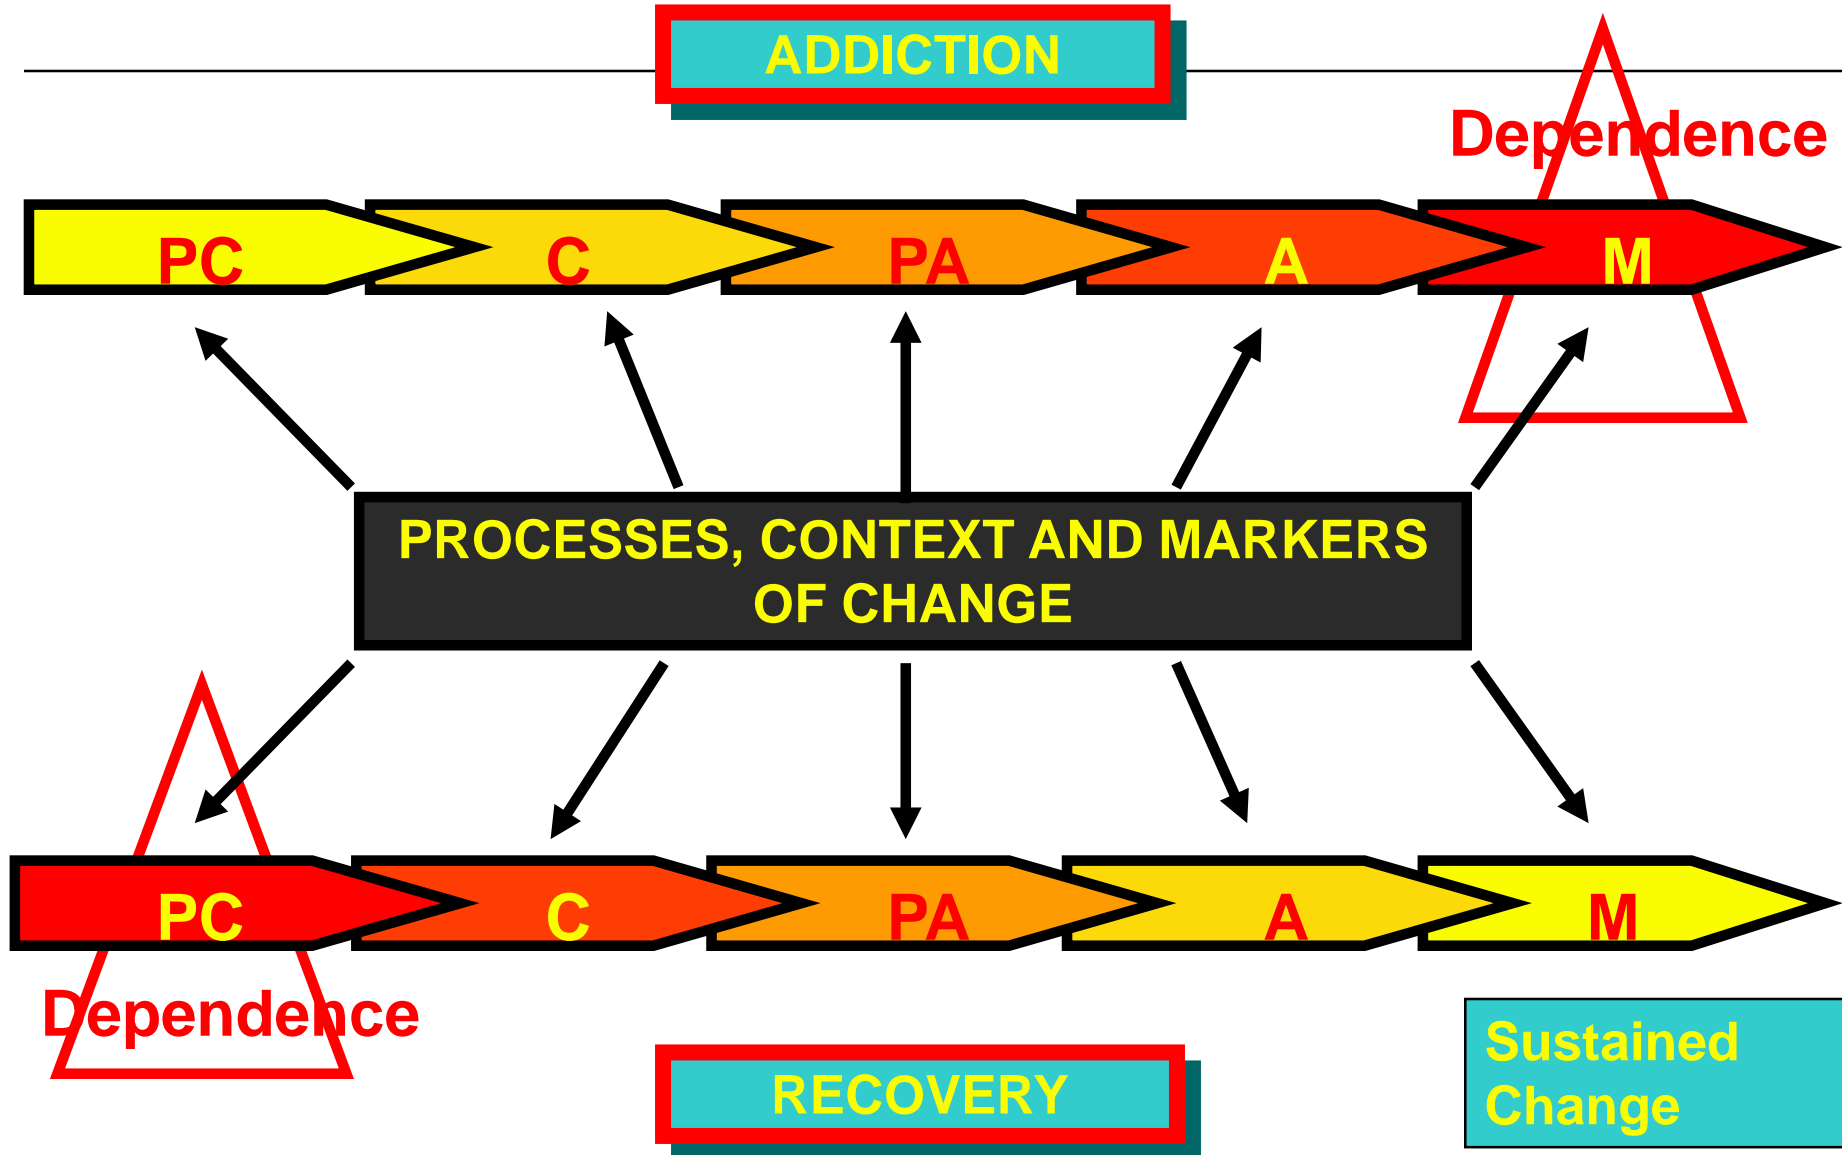 ADDICTION
Dependence
PC
C
PA
A
M
PROCESSES, CONTEXT AND MARKERS
OF CHANGE
PC
C
PA
A
M
Dependence
RECOVERY
Sustained
Change